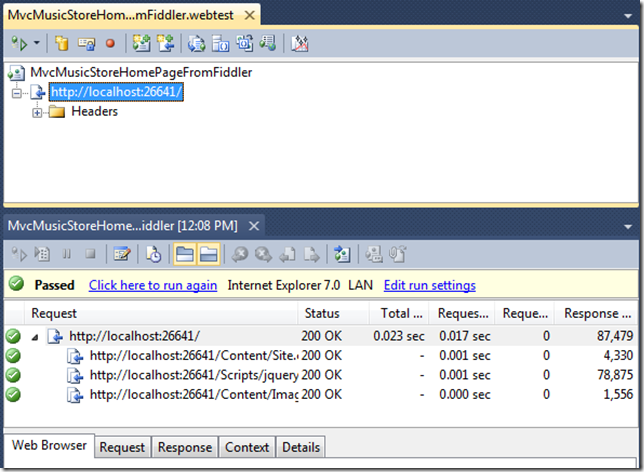 MvcMusicStoreHom...mFiddler.webtest
MvcMusicStoreHomePageFromFiddler
http://localhost:26641/
Headers
MvcMusicStoreHome...iddler [12:08 PM]
Passed Click here to run again Internet Explorer 7.0 LAN Edit run settings
Request Status Total ... Reques... Reque... Response ...
http://localhost:26641/ 200 OK 0.023 sec 0.017 sec 0 87,479
http://localhost:26641/Content/Site.c 200 OK - 0.001 sec 0 4,330
http://localhost:26641/Scripts/jquery 200 OK - 0.001 sec 0 78,875
http://localhost:26641/Content/Imag 200 OK - 0.000 sec 0 1,556
Web Browser Request Response Context Details